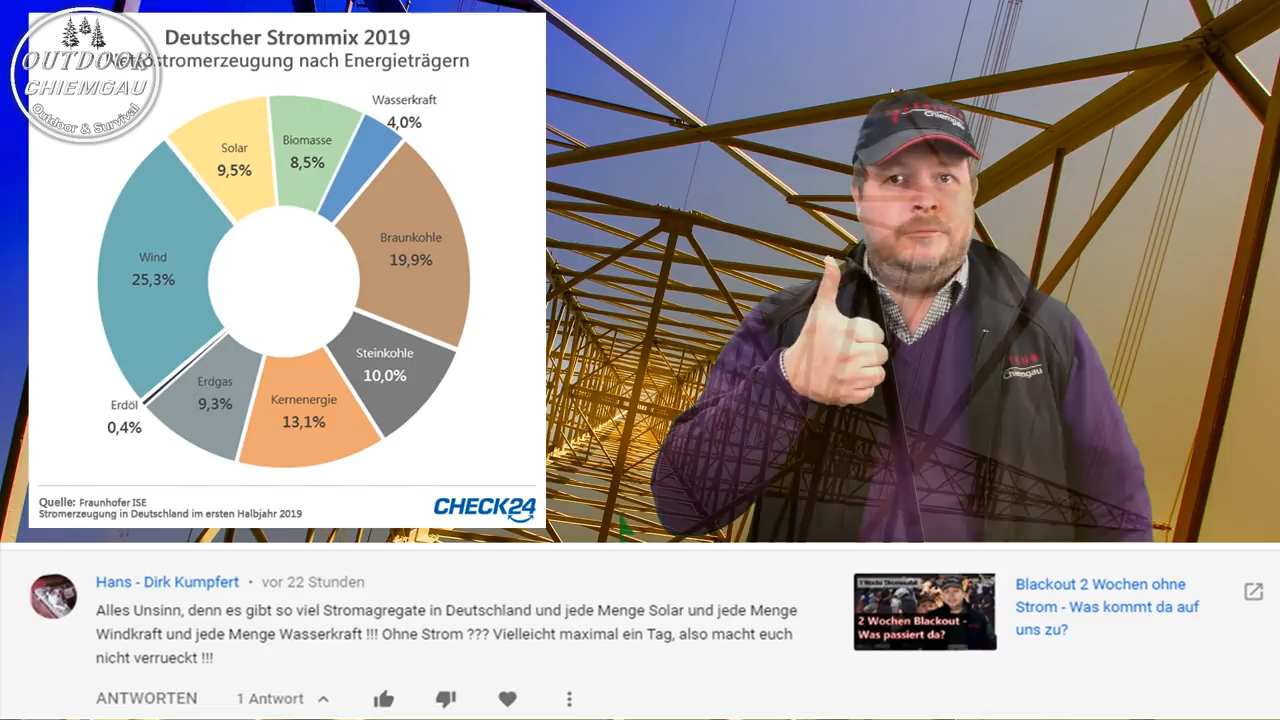 OUTDOOR
CHIEMGAU
Outdoor & Survival
Deutscher Strommix 2019
stromerzeugung nach Energieträgern
Wasserkraft
4,0%
Biomasse
8,5%
Solar
9,5%
Braunkohle
19,9%
Wind
25,3%
Steinkohle
10,0%
Erdgas
9,3%
Kernenergie
13,1%
Erdöl
0,4%
Quelle: Fraunhofer ISE
Stromerzeugung in Deutschland im ersten Halbjahr 2019
CHECK24
Chiemgau
Chiemgau
Hans - Dirk Kumpfert • vor 22 Stunden
Alles Unsinn, denn es gibt so viel Stromagregate in Deutschland und jede Menge Solar und jede Menge
Windkraft und jede Menge Wasserkraft !!! Ohne Strom ??? Vielleicht maximal ein Tag, also macht euch
nicht verrueckt !!!
ANTWORTEN 1 Antwort
2 Wochen Blackout -
Was passiert da?
Blackout 2 Wochen ohne
Strom - Was kommt da auf
uns zu?